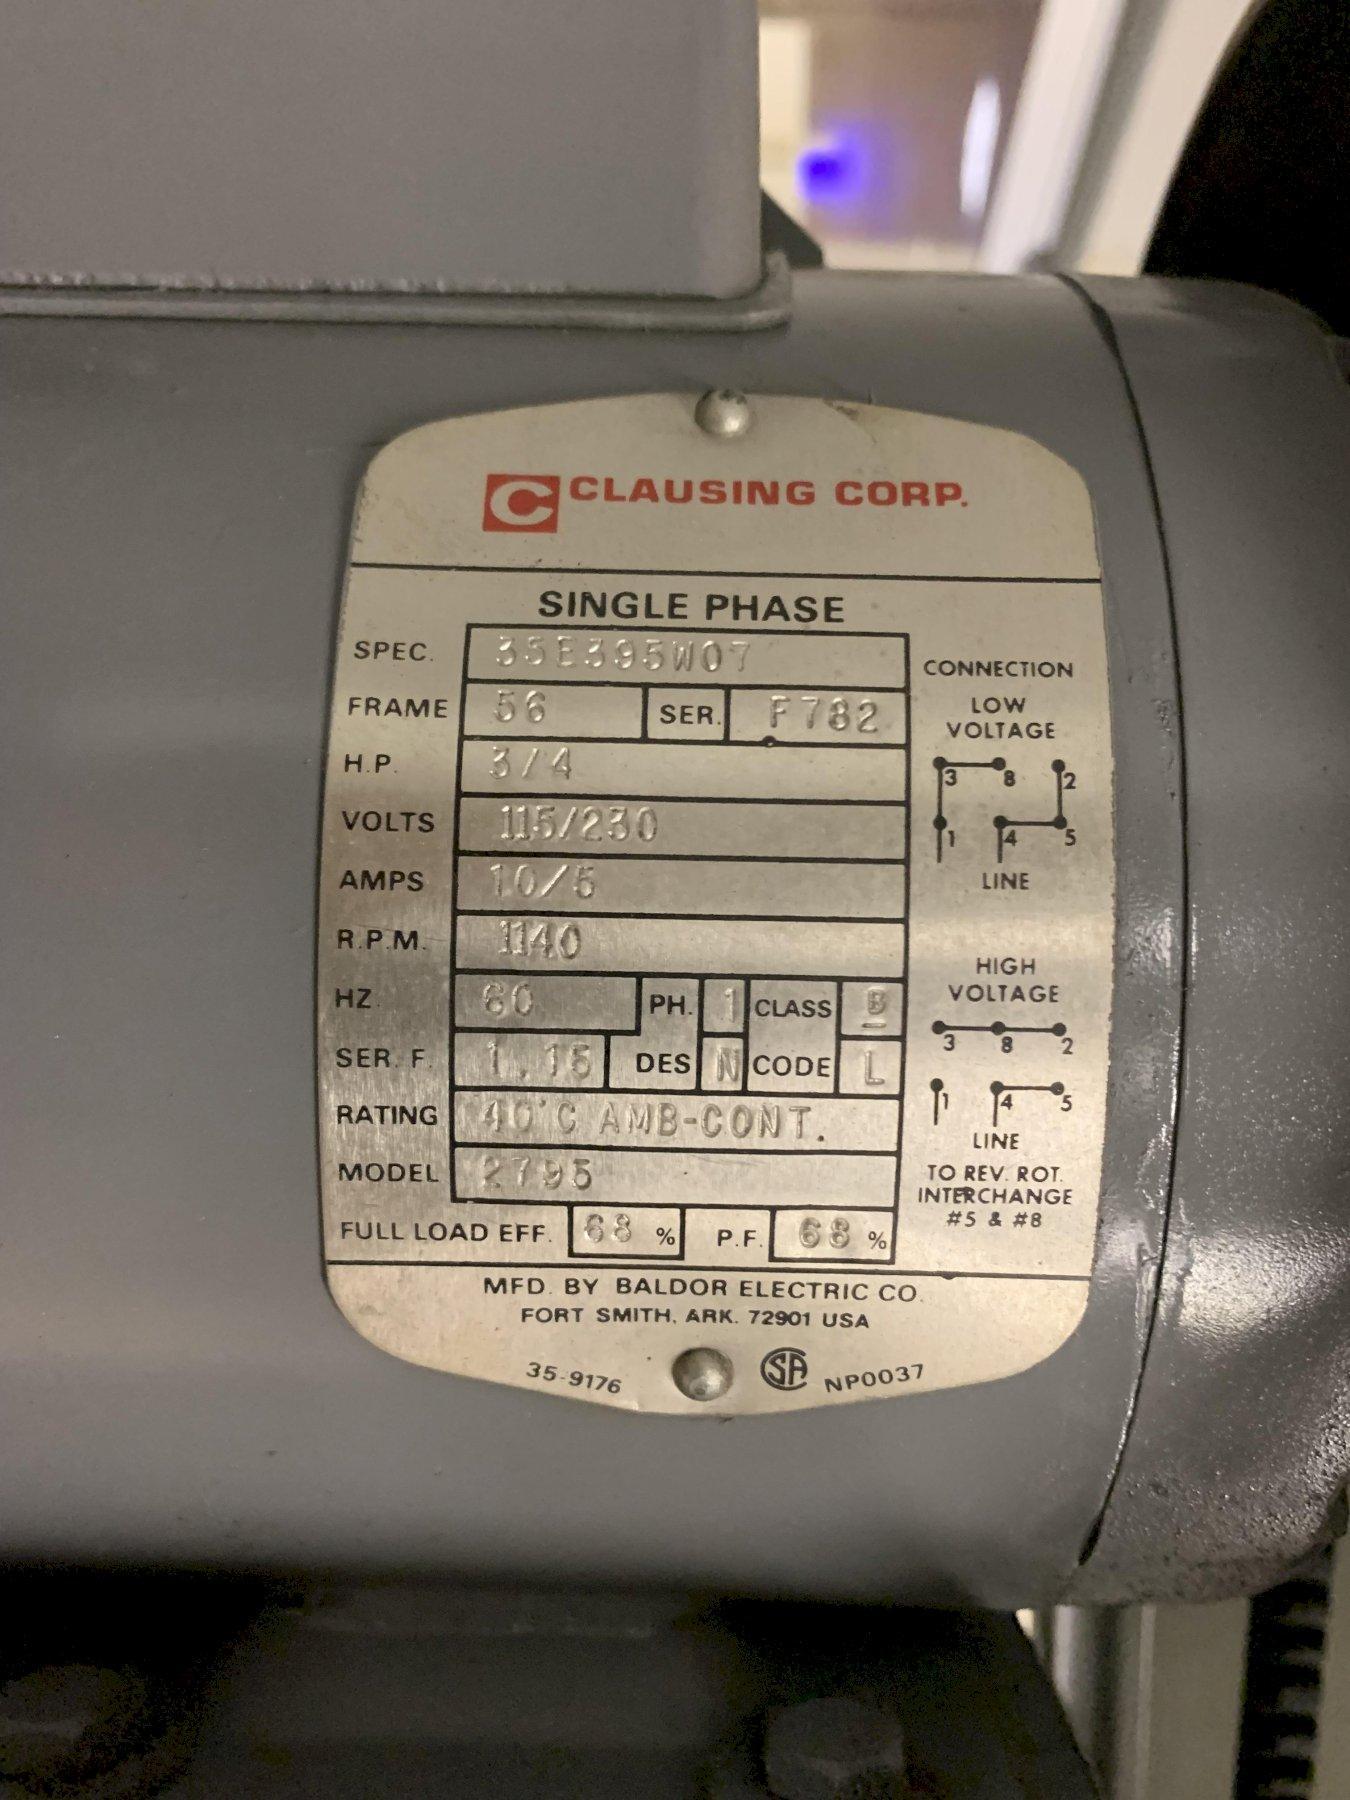 C CLAUSING CORP.
SINGLE PHASE
SPEC. 35E395W07
FRAME 56 SER. F782
H.P. 3/4
VOLTS 115/230
AMPS 10/5
R.P.M. 1140
HZ. 60 PH. 1 CLASS B
SER. F. 1.15 DES N CODE L
RATING 40°C AMB-CONT.
MODEL 2795
FULL LOAD EFF. 68 % P.F. 68 %
CONNECTION
LOW
VOLTAGE
3 8 2
1 4 5
LINE
HIGH
VOLTAGE
3 8 2
1 4 5
LINE
TO REV. ROT.
INTERCHANGE
#5 & #8
MFD. BY BALDOR ELECTRIC CO.
FORT SMITH, ARK. 72901 USA
35-9176 SA NP0037